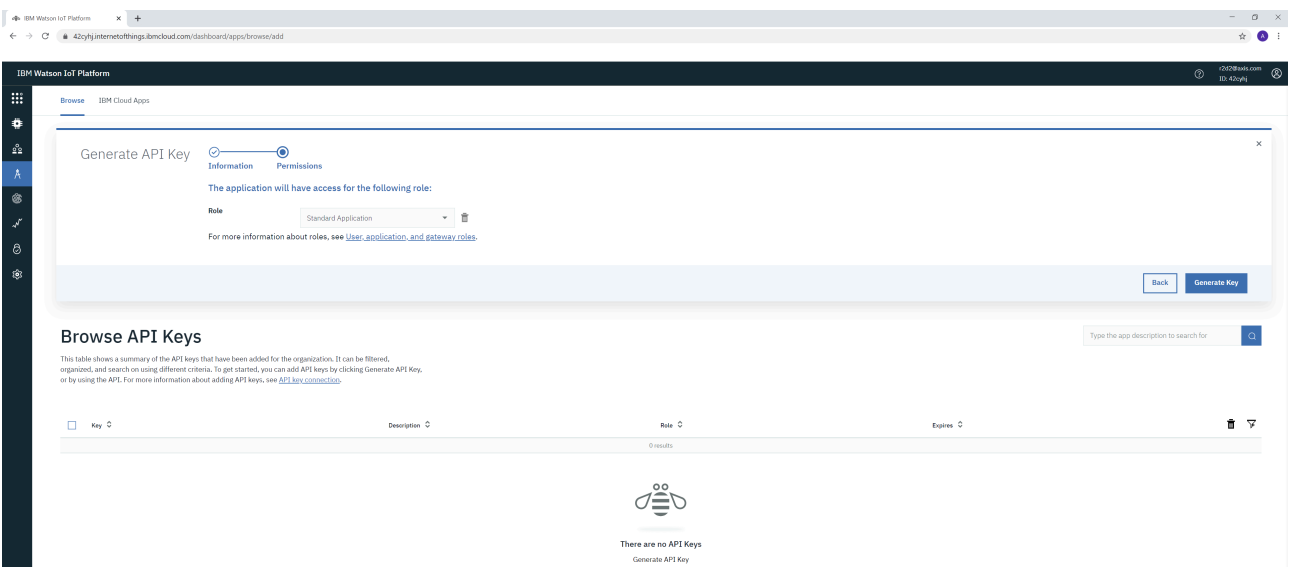 IBM Watson IoT Platform
42cyhj.internetofthings.ibmcloud.com/dashboard/apps/browse/add
A
IBM Watson IoT Platform
r2d2@axis.com
ID: 42cyhj
Browse IBM Cloud Apps
Generate API Key
Information Permissions
The application will have access for the following role:
Role
Standard Application
For more information about roles, see User, application, and gateway roles.
Back Generate Key
Browse API Keys
Type the app description to search for
This table shows a summary of the API keys that have been added for the organization. It can be filtered,
organized, and search on using different criteria. To get started, you can add API keys by clicking Generate API Key,
or by using the API. For more information about adding API keys, see API key connection.
Key Description Role Expires
0 results
There are no API Keys
Generate API Key